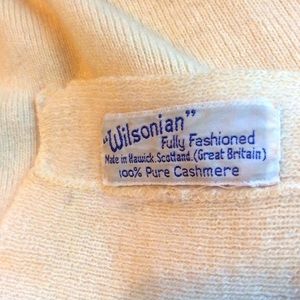 "Wilsonian"
Fully Fashioned
Made in Hawick. Scotland. (Great Britain)
100% Pure Cashmere